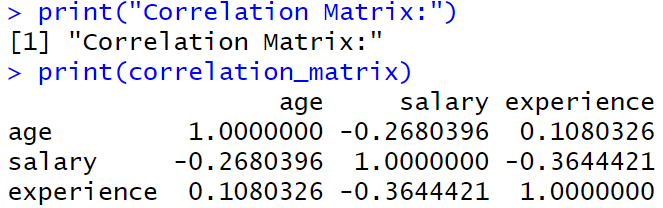 > print("Correlation Matrix:")
[1] "Correlation Matrix:"
> print(correlation_matrix)
                  age     salary experience
age         1.0000000 -0.2680396  0.1080326
salary     -0.2680396  1.0000000 -0.3644421
experience  0.1080326 -0.3644421  1.0000000